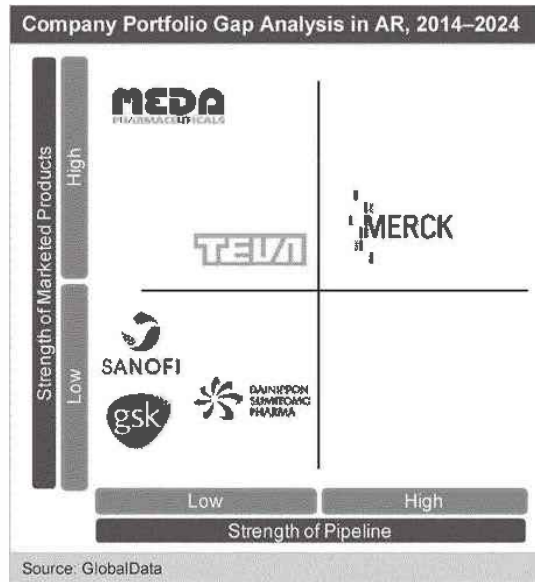 Company Portfolio Gap Analysis in AR, 2014–2024
Strength of Marketed Products
High
Low
MEDA
PHARMACEUTICALS
TEVA
MERCK
SANOFI
gsk
DAINIPPON
SUMITOMO
PHARMA
Low
High
Strength of Pipeline
Source: GlobalData